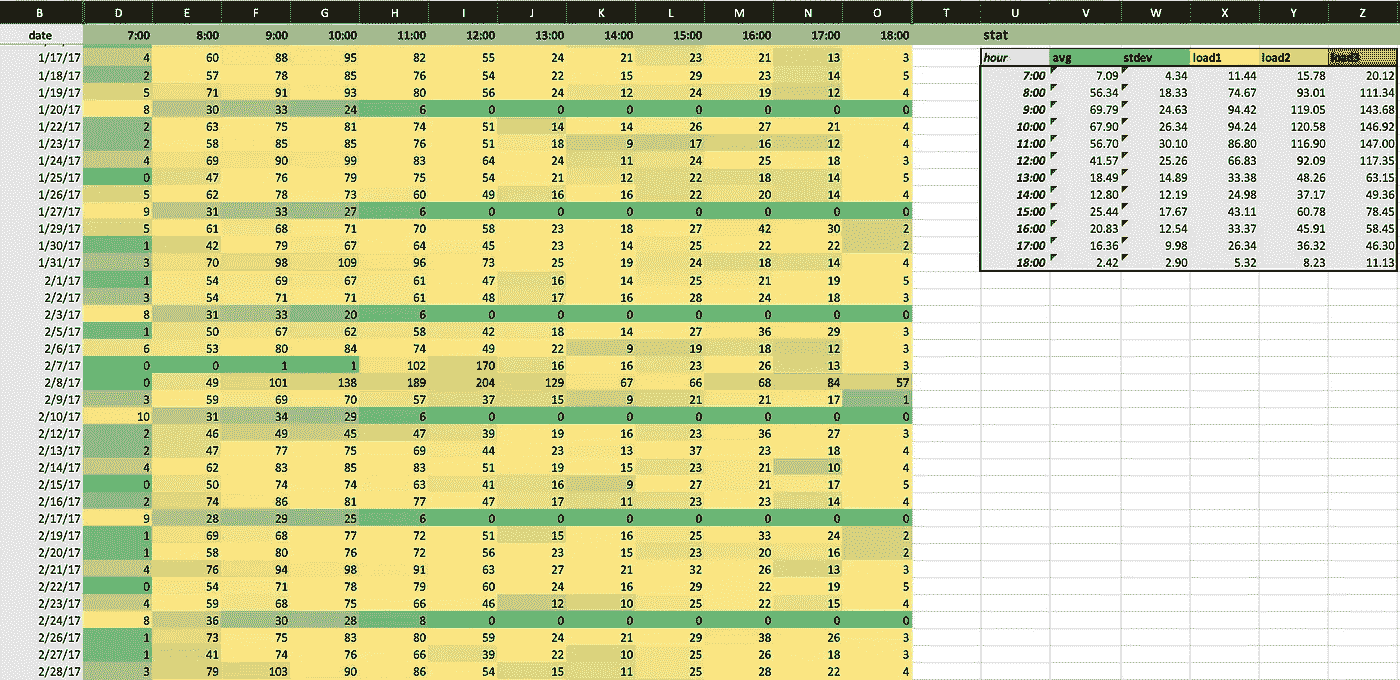 B D E F G H I J K L M N O T U V W X Y Z
date 7:00 8:00 9:00 10:00 11:00 12:00 13:00 14:00 15:00 16:00 17:00 18:00 stat
1/17/17 4 60 88 95 82 55 24 21 23 21 13 3 hour avg stdev load1 load2
1/18/17 2 57 78 85 76 54 22 15 29 23 14 5 7:00 7.09 4.34 11.44 15.78 20.12
1/19/17 5 71 91 93 80 56 24 12 24 19 12 4 8:00 56.34 18.33 74.67 93.01 111.34
1/20/17 8 30 33 24 6 0 0 0 0 0 0 0 9:00 69.79 24.63 94.42 119.05 143.68
1/22/17 2 63 75 81 74 51 14 14 26 27 21 4 10:00 67.90 26.34 94.24 120.58 146.92
1/23/17 2 58 85 85 76 51 18 9 17 16 12 4 11:00 56.70 30.10 86.80 116.90 147.00
1/24/17 4 69 90 99 83 64 24 11 24 25 18 3 12:00 41.57 25.26 66.83 92.09 117.35
1/25/17 0 47 76 79 75 54 21 12 22 18 14 5 13:00 18.49 14.89 33.38 48.26 63.15
1/26/17 5 62 78 73 60 49 16 16 22 20 14 4 14:00 12.80 12.19 24.98 37.17 49.36
1/27/17 9 31 33 27 6 0 0 0 0 0 0 0 15:00 25.44 17.67 43.11 60.78 78.45
1/29/17 5 61 68 71 70 58 23 18 27 42 30 2 16:00 20.83 12.54 33.37 45.91 58.45
1/30/17 1 42 79 67 64 45 23 14 25 22 22 2 17:00 16.36 9.98 26.34 36.32 46.30
1/31/17 3 70 98 109 96 73 25 19 24 18 14 4 18:00 2.42 2.90 5.32 8.23 11.13
2/1/17 1 54 69 67 61 47 16 14 25 21 19 5
2/2/17 3 54 71 71 61 48 17 16 28 24 18 3
2/3/17 8 31 33 20 6 0 0 0 0 0 0 0
2/5/17 1 50 67 62 58 42 18 14 27 36 29 3
2/6/17 6 53 80 84 74 49 22 9 19 18 12 3
2/7/17 0 0 1 1 102 170 16 16 23 26 13 3
2/8/17 0 49 101 138 189 204 129 67 66 68 84 57
2/9/17 3 59 69 70 57 37 15 9 21 21 17 1
2/10/17 10 31 34 29 6 0 0 0 0 0 0 0
2/12/17 2 46 49 45 47 39 19 16 23 36 27 3
2/13/17 2 47 77 75 69 44 23 13 37 23 18 4
2/14/17 4 62 83 85 83 51 19 15 23 21 10 4
2/15/17 0 50 74 74 63 41 16 9 27 21 17 5
2/16/17 2 74 86 81 77 47 17 11 23 23 14 4
2/17/17 9 28 29 25 6 0 0 0 0 0 0 0
2/19/17 1 69 68 77 72 51 15 16 25 33 24 2
2/20/17 1 58 80 76 72 56 23 15 23 20 16 2
2/21/17 4 76 94 98 91 63 27 21 32 26 13 3
2/22/17 0 54 71 78 79 60 24 16 29 22 19 5
2/23/17 4 59 68 75 66 46 12 10 25 22 15 4
2/24/17 8 36 30 28 8 0 0 0 0 0 0 0
2/26/17 1 73 75 83 80 59 24 21 29 38 26 3
2/27/17 1 41 74 76 66 39 22 10 25 26 18 3
2/28/17 3 79 103 90 86 54 15 11 25 28 22 4